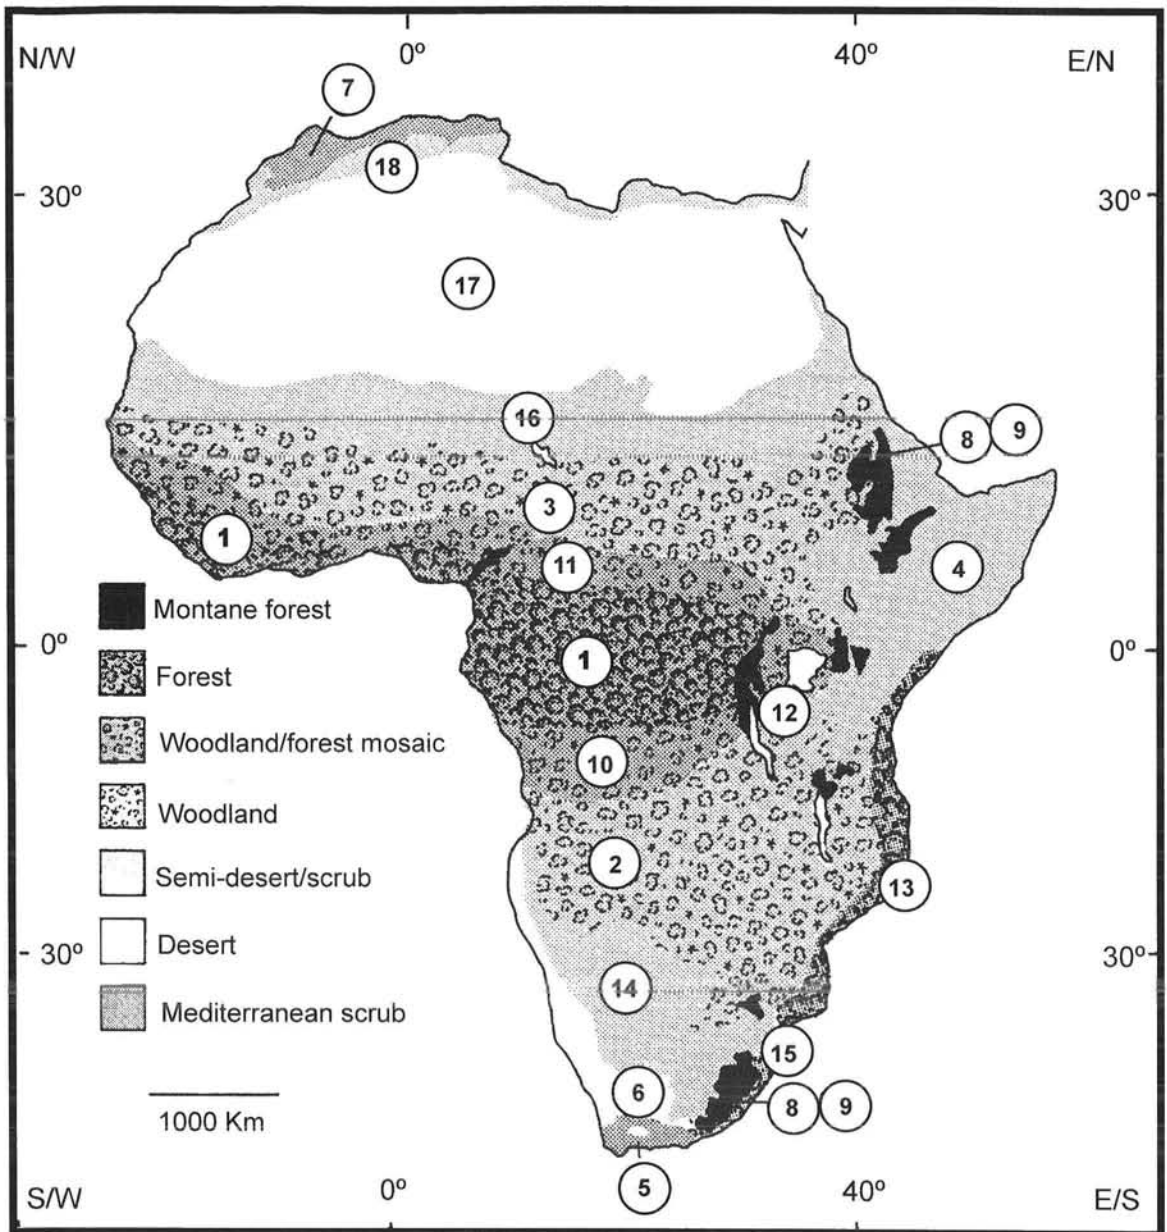 0º 40º
N/W E/N
7
18
30º 30º
17
16
8 9
3
1
11
4
Montane forest
0º 0º
Forest
1
12
Woodland/forest mosaic
10
Woodland
2
Semi-desert/scrub
13
Desert
30º 30º
14
Mediterranean scrub
15
6
1000 Km
8 9
5
S/W 0º 40º E/S